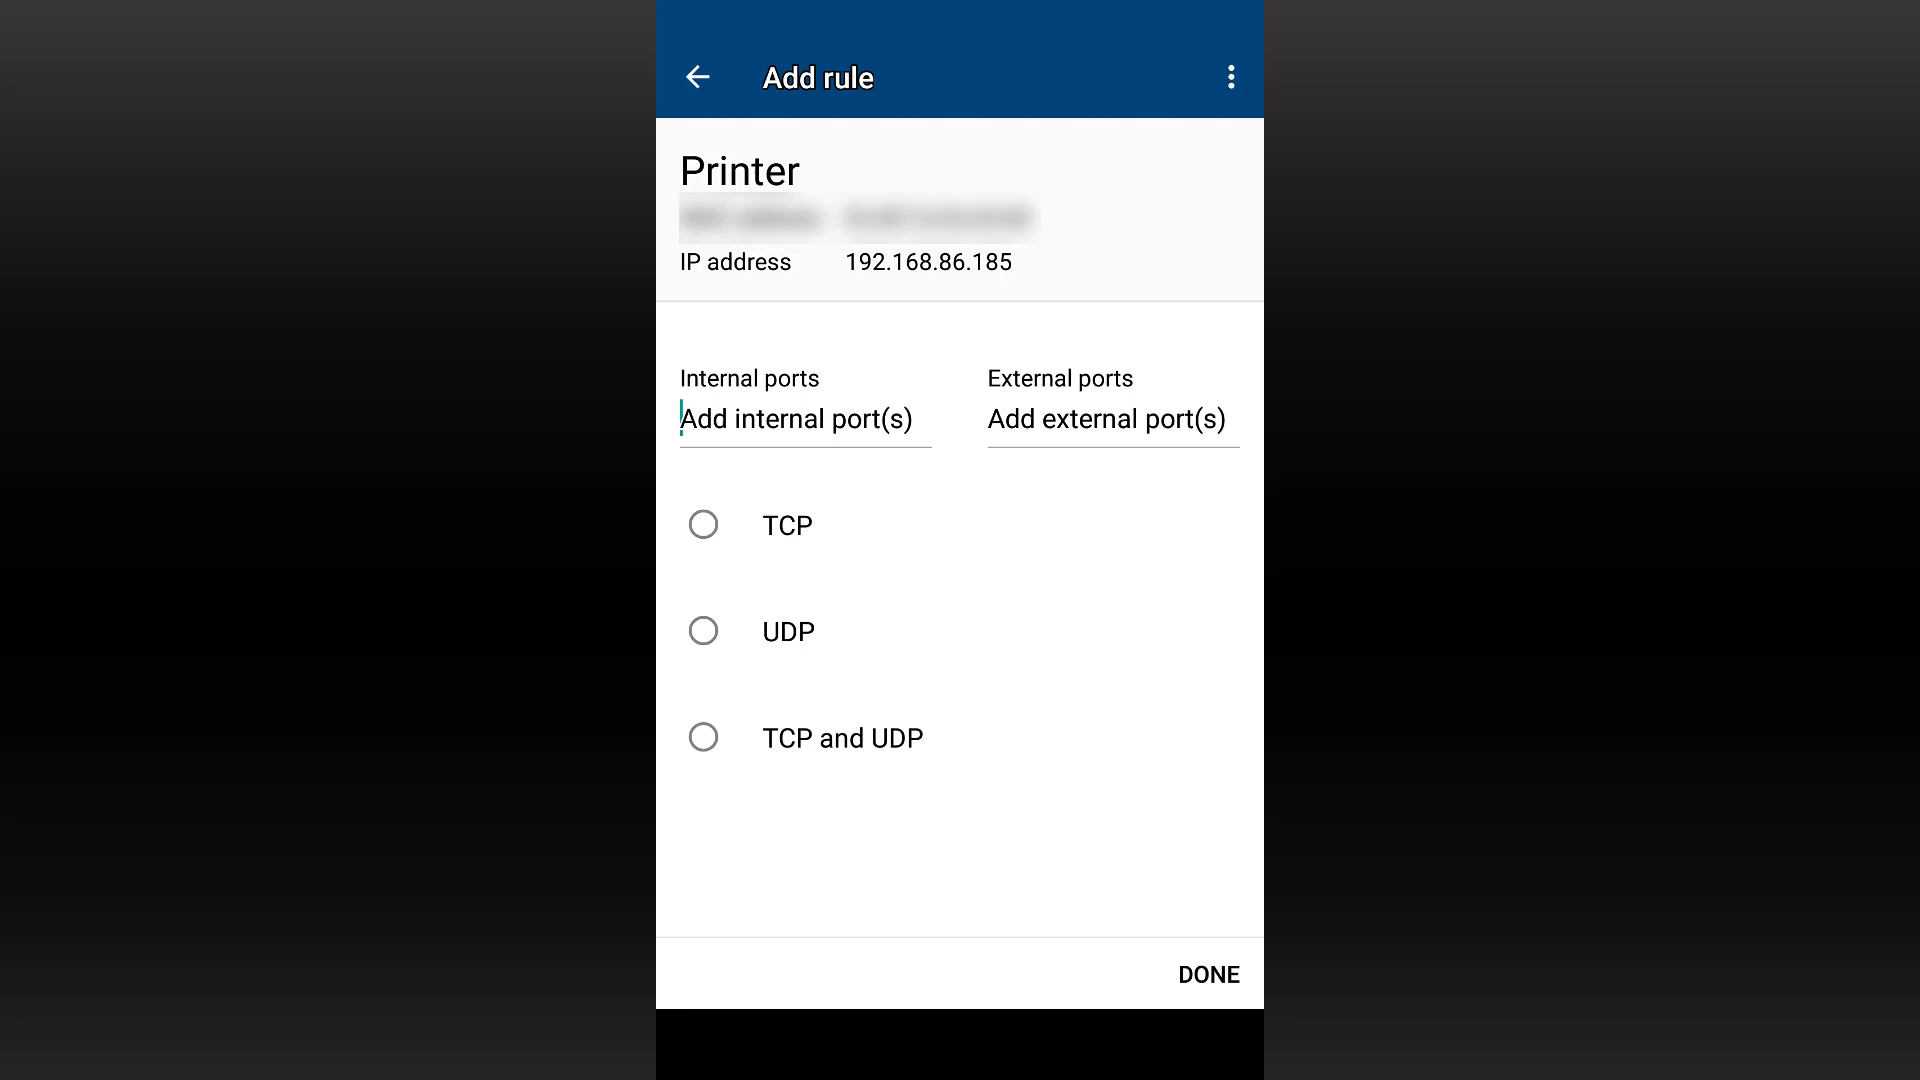 Add rule
Printer
IP address 192.168.86.185
Internal ports External ports
Add internal port(s) Add external port(s)
TCP
UDP
TCP and UDP
DONE